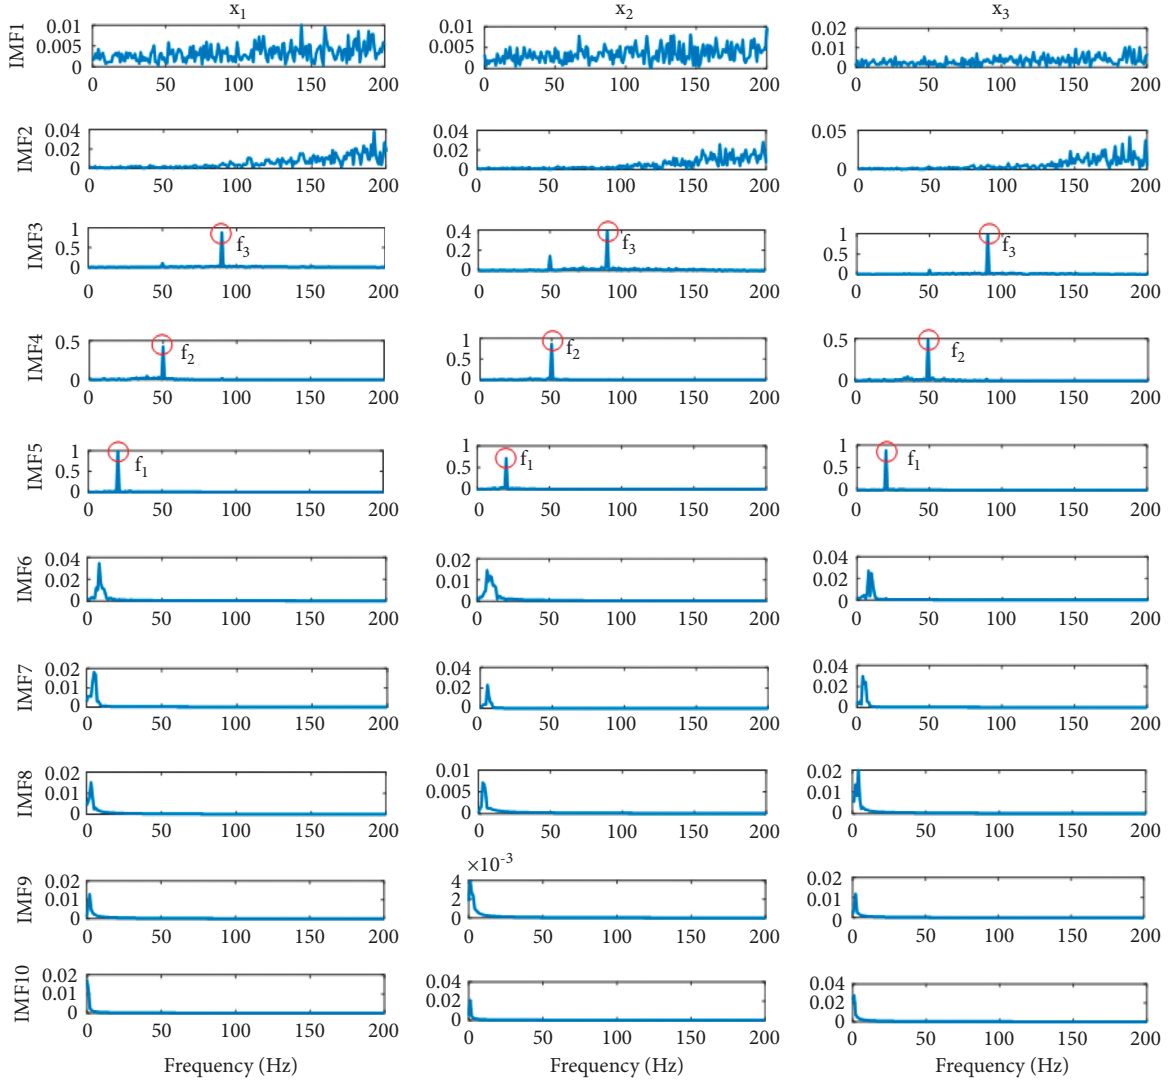 x1 x2 x3
IMF1 0.01 0.005 0 0.01 0.005 0 0.02 0.01 0
0 50 100 150 200 0 50 100 150 200 0 50 100 150 200
IMF2 0.04 0.02 0 0.04 0.02 0 0.05 0
0 50 100 150 200 0 50 100 150 200 0 50 100 150 200
IMF3 1 0.5 0 f3 0.4 0.2 0 f3 1 0.5 0 f3
0 50 100 150 200 0 50 100 150 200 0 50 100 150 200
IMF4 0.5 0 f2 1 0.5 0 f2 0.5 0 f2
0 50 100 150 200 0 50 100 150 200 0 50 100 150 200
IMF5 1 0.5 0 f1 1 0.5 0 f1 1 0.5 0 f1
0 50 100 150 200 0 50 100 150 200 0 50 100 150 200
IMF6 0.04 0.02 0 0.02 0.01 0 0.04 0.02 0
0 50 100 150 200 0 50 100 150 200 0 50 100 150 200
IMF7 0.02 0.01 0 0.04 0.02 0 0.04 0.02 0
0 50 100 150 200 0 50 100 150 200 0 50 100 150 200
IMF8 0.02 0.01 0 0.01 0.005 0 0.02 0.01 0
0 50 100 150 200 0 50 100 150 200 0 50 100 150 200
×10-3
IMF9 0.02 0.01 0 4 2 0 0.02 0.01 0
0 50 100 150 200 0 50 100 150 200 0 50 100 150 200
IMF10 0.02 0.01 0 0.04 0.02 0 0.04 0.02 0
0 50 100 150 200 0 50 100 150 200 0 50 100 150 200
Frequency (Hz) Frequency (Hz) Frequency (Hz)